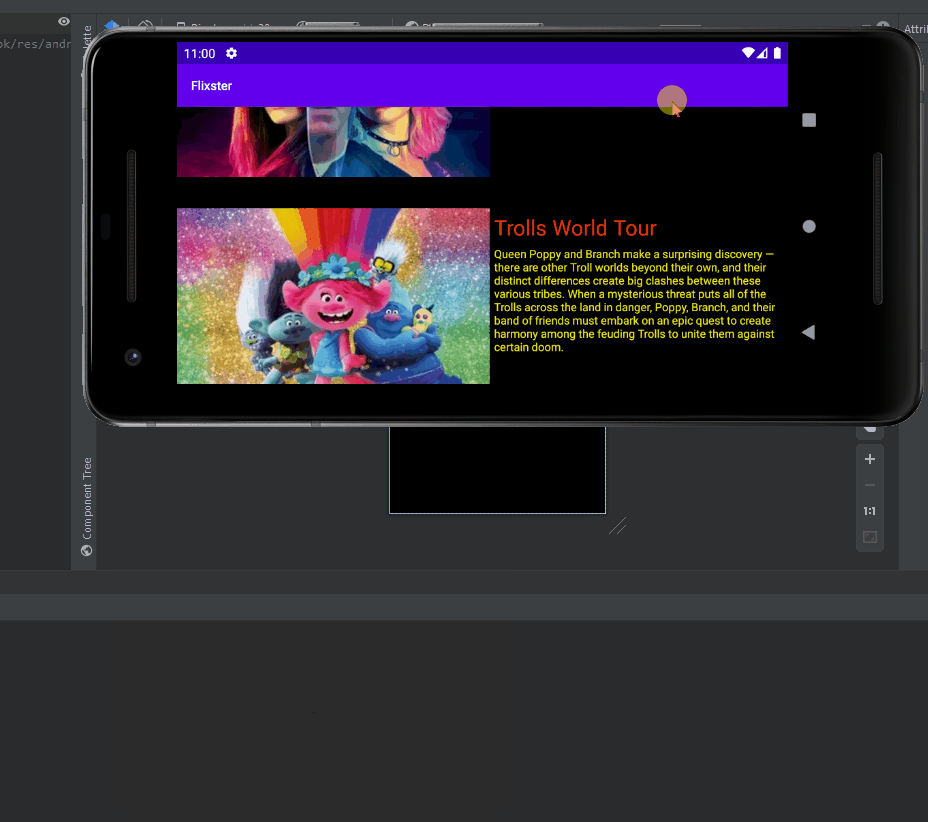 ok/res/andr
Attri
11:00
Flixster
Trolls World Tour
Queen Poppy and Branch make a surprising discovery —
there are other Troll worlds beyond their own, and their
distinct differences create big clashes between these
various tribes. When a mysterious threat puts all of the
Trolls across the land in danger, Poppy, Branch, and their
band of friends must embark on an epic quest to create
harmony among the feuding Trolls to unite them against
certain doom.
Component Tree
1:1